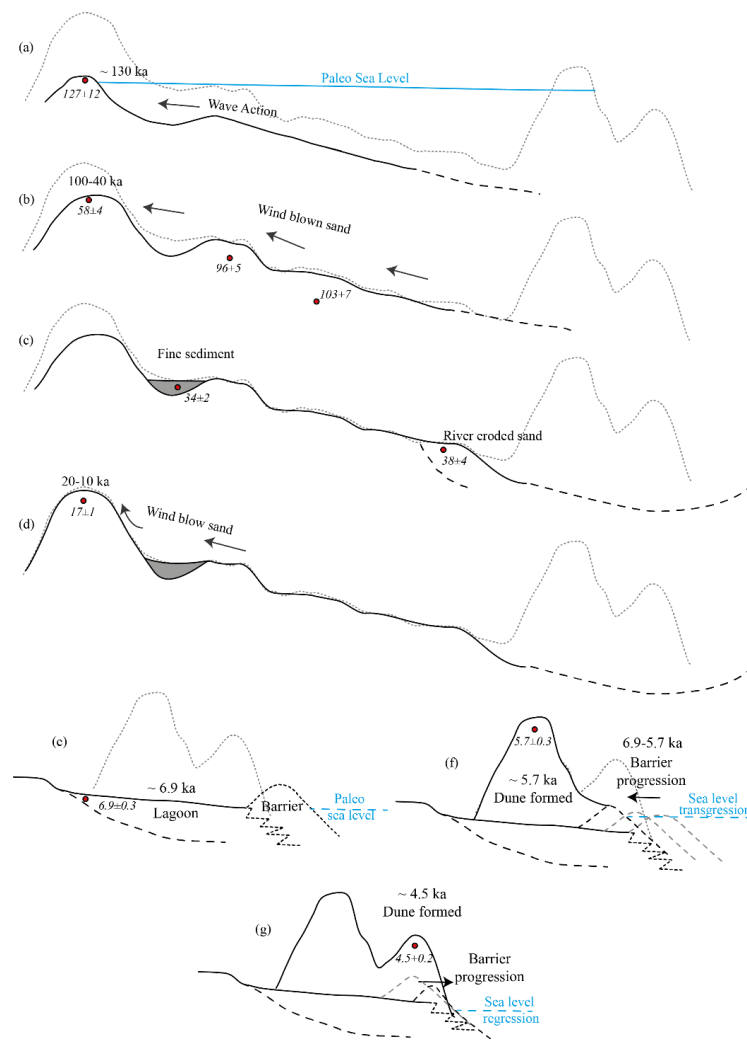 (a)
~ 130 ka
Paleo Sea Level
127±12
Wave Action
100-40 ka
(b)
58±4
Wind blown sand
96±5
103±7
(c)
Fine sediment
34±2
River eroded sand
38±4
20-10 ka
17±1
(d)
Wind blow sand
(e)
~ 6.9 ka
6.9±0.3
Lagoon
Barrier
Paleo
sea level
(f)
5.7±0.3
~ 5.7 ka
Dune formed
6.9-5.7 ka
Barrier
progression
Sea level
transgression
~ 4.5 ka
Dune formed
(g)
4.5±0.2
Barrier
progression
Sea level
regression